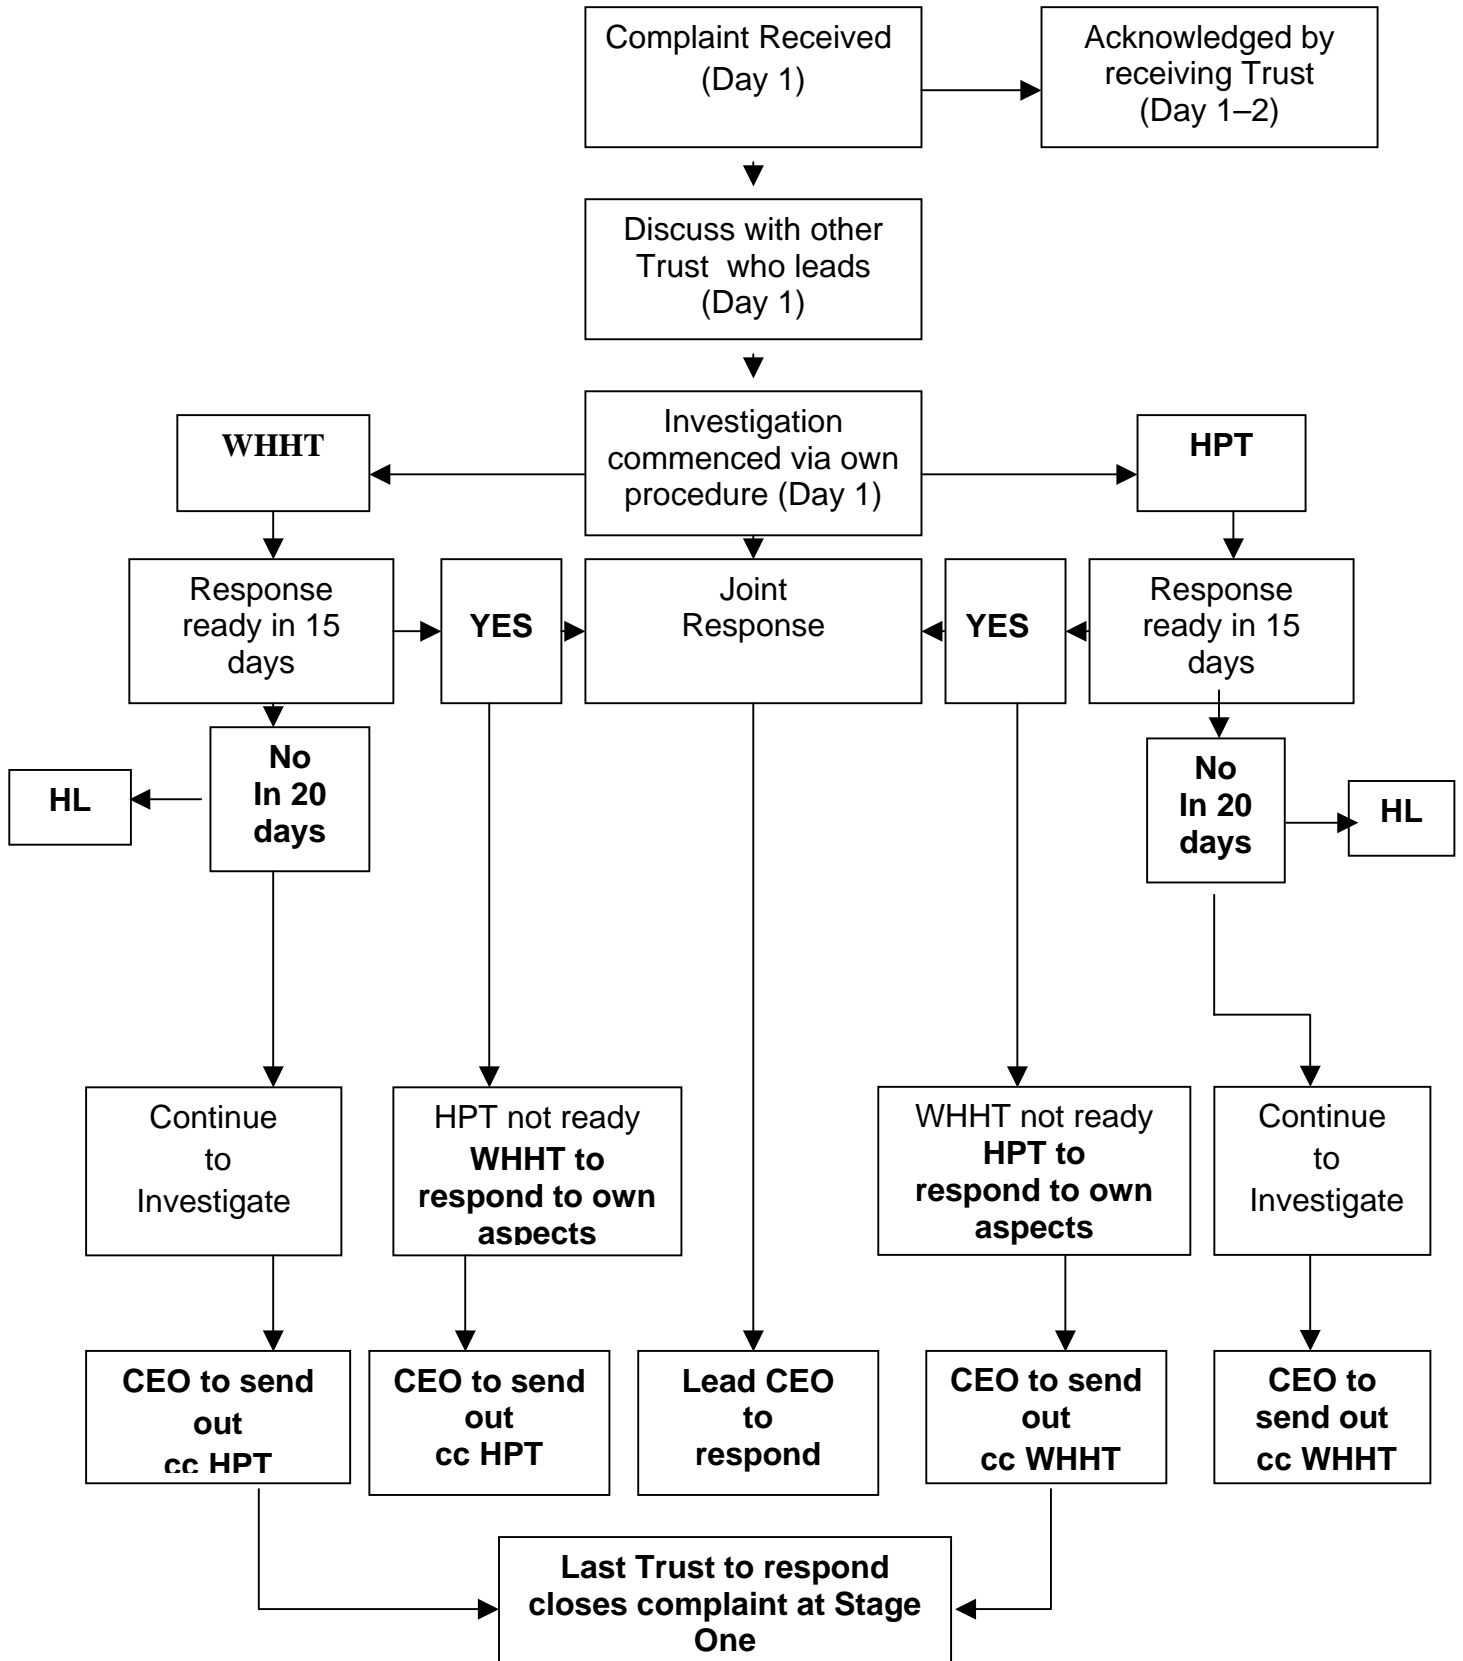 Complaint Received
(Day 1)
Acknowledged by
receiving Trust
(Day 1–2)
Discuss with other
Trust who leads
(Day 1)
Investigation
commenced via own
procedure (Day 1)
WHHT
HPT
Response
ready in 15
days
YES
Joint
Response
YES
Response
ready in 15
days
No
In 20
days
HL
No
In 20
days
HL
Continue
to
Investigate
HPT not ready
WHHT to
respond to own
aspects
WHHT not ready
HPT to
respond to own
aspects
Continue
to
Investigate
CEO to send
out
cc HPT
CEO to send
out
cc HPT
Lead CEO
to
respond
CEO to send
out
cc WHHT
CEO to
send out
cc WHHT
Last Trust to respond
closes complaint at Stage
One